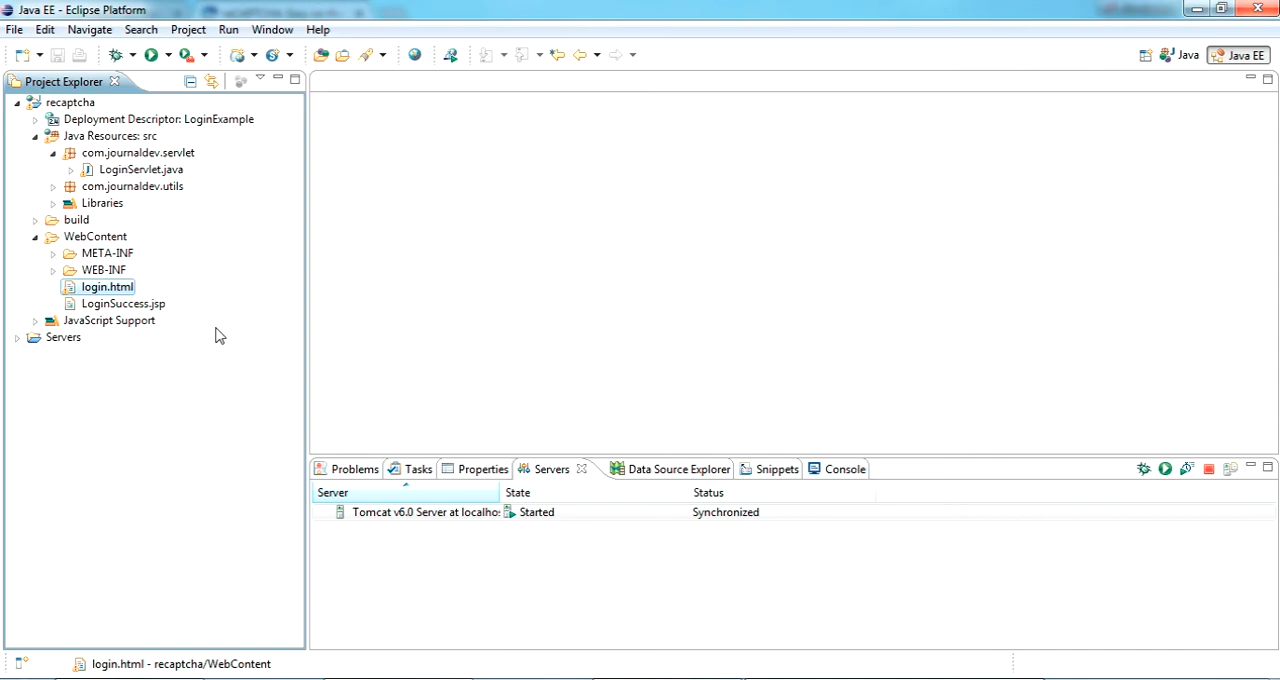 Java EE - Eclipse Platform
File Edit Navigate Search Project Run Window Help
Java Java EE
Project Explorer
recaptcha
Deployment Descriptor: LoginExample
Java Resources: src
com.journaldev.servlet
LoginServlet.java
com.journaldev.utils
Libraries
build
WebContent
META-INF
WEB-INF
login.html
LoginSuccess.jsp
JavaScript Support
Servers
Problems Tasks Properties Servers Data Source Explorer Snippets Console
Server State Status
Tomcat v6.0 Server at localhos Started Synchronized
login.html - recaptcha/WebContent